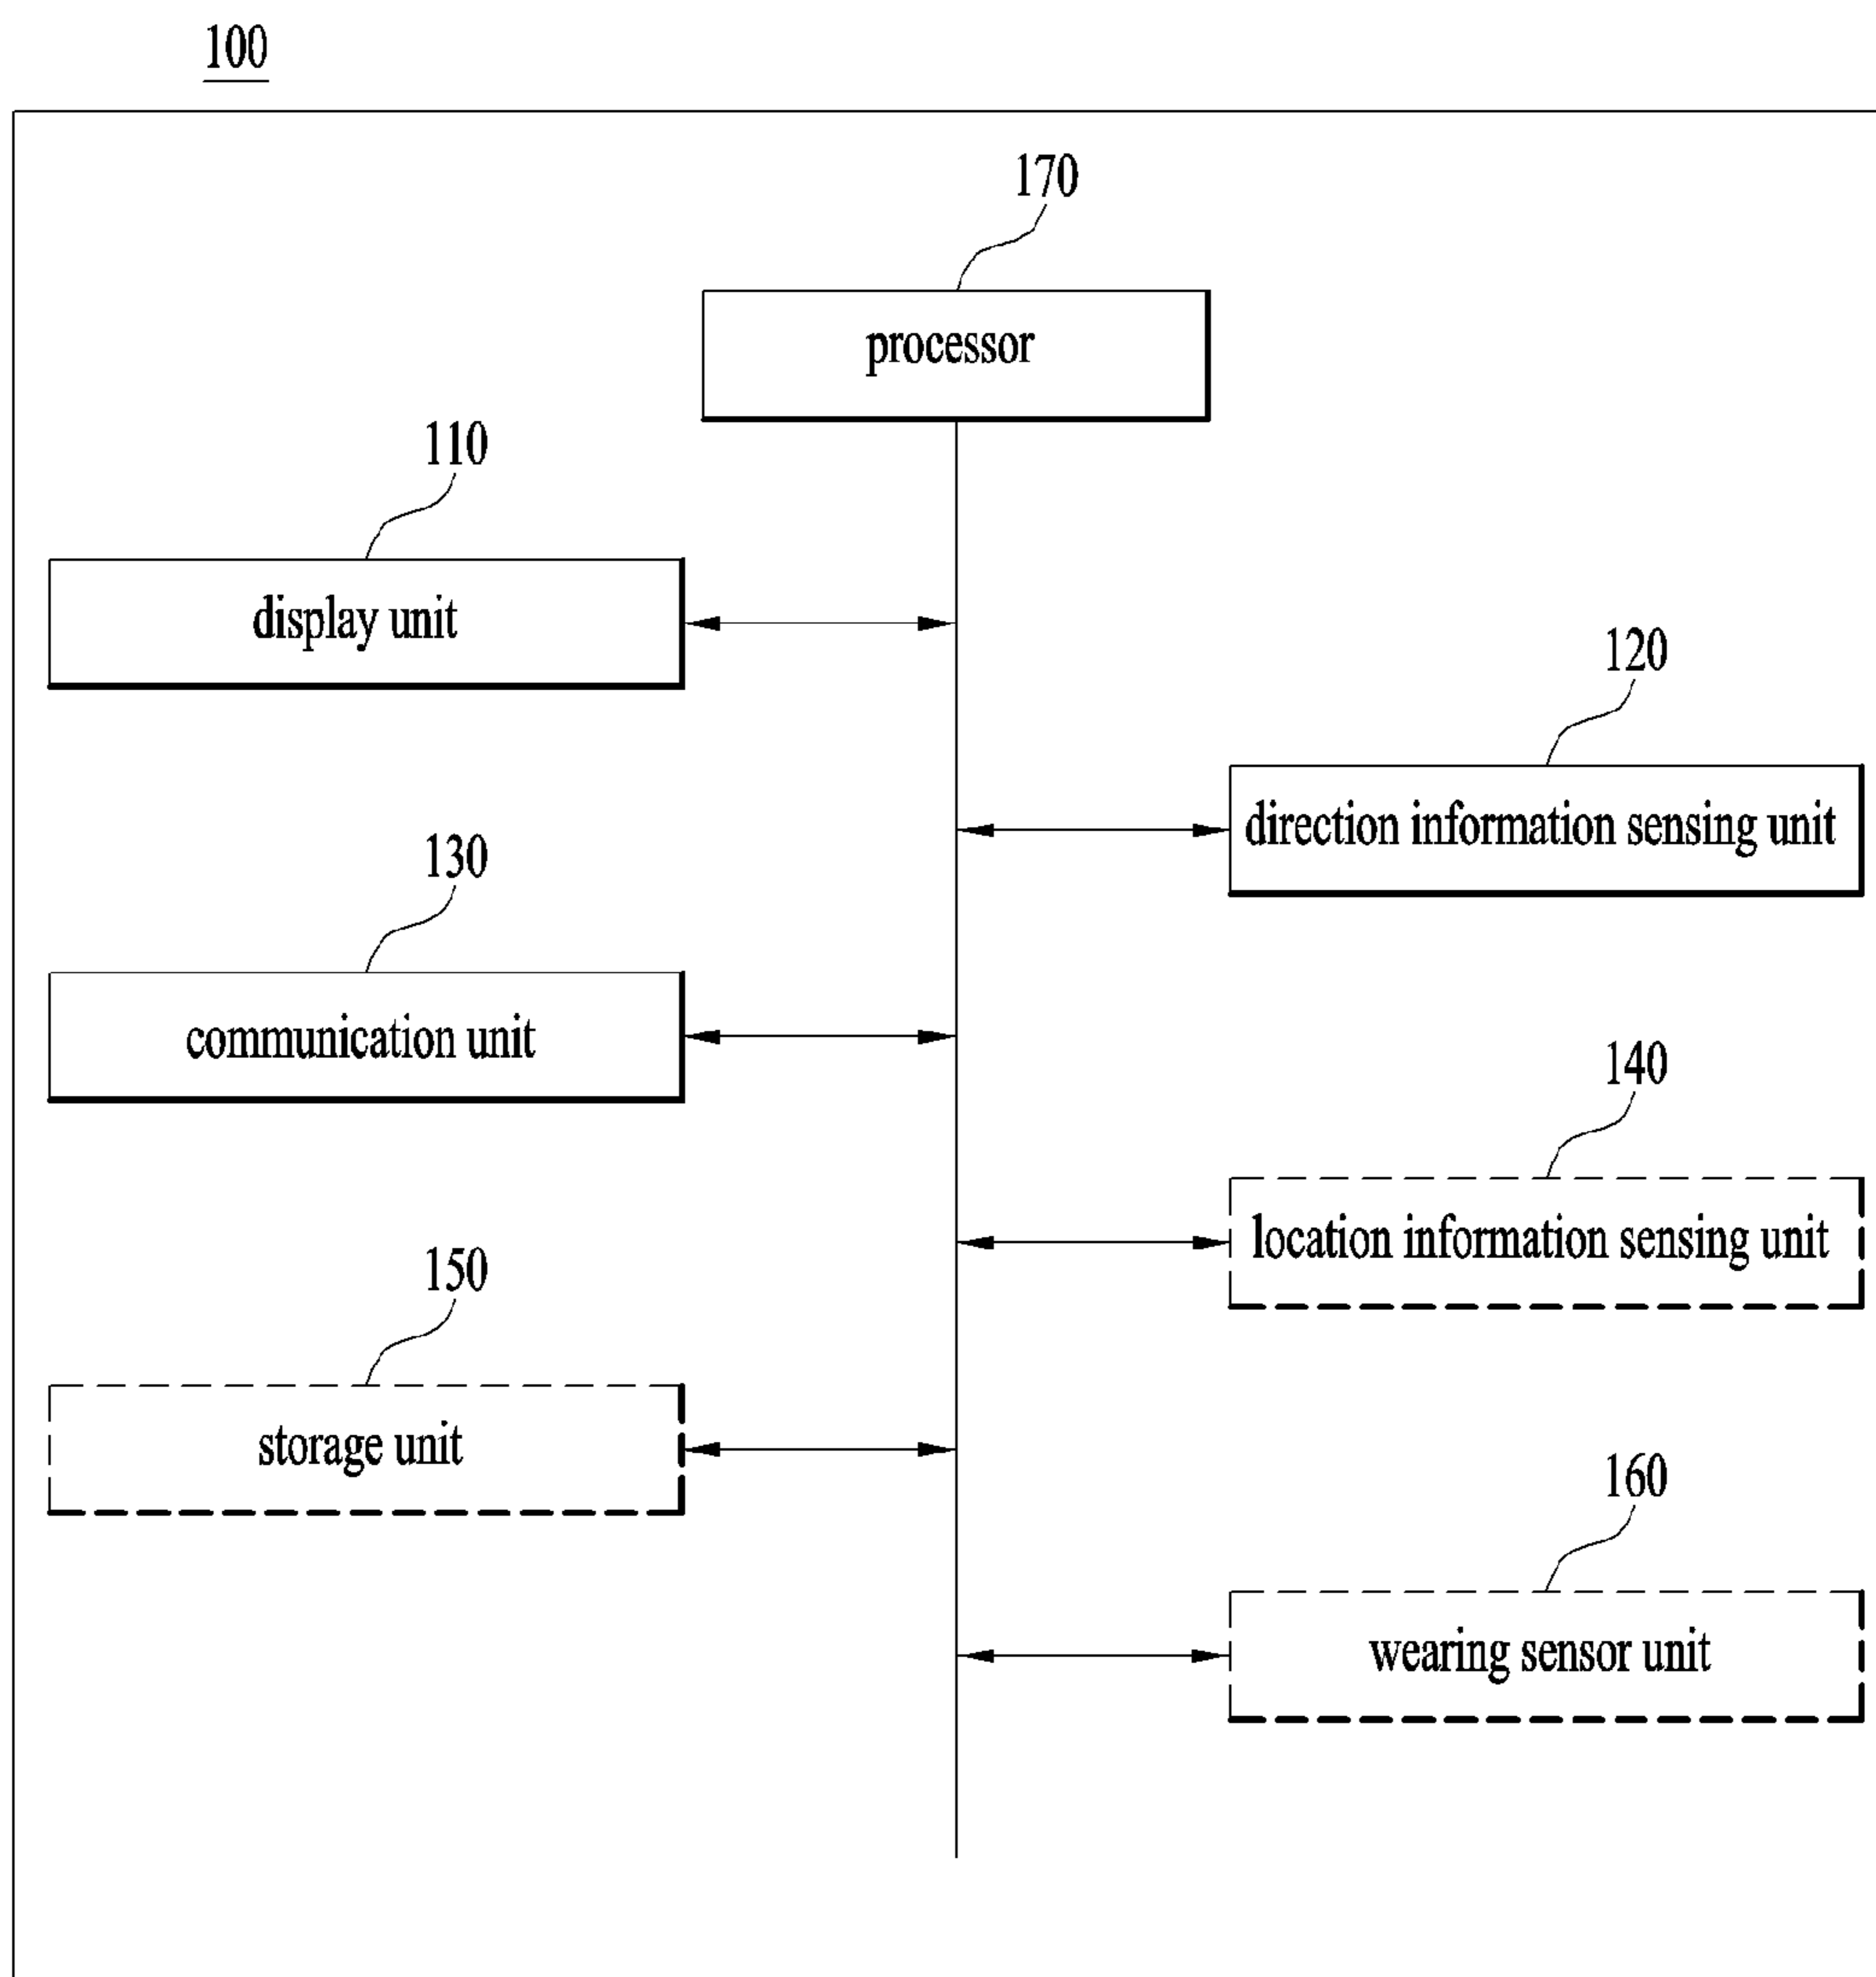 100
170
processor
110
display unit
120
direction information sensing unit
130
communication unit
140
location information sensing unit
150
storage unit
160
wearing sensor unit